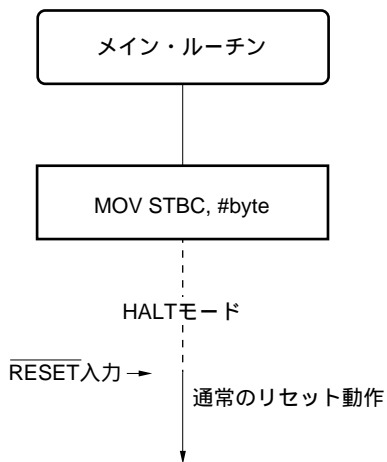 メイン・ルーチン
MOV STBC, #byte
HALTモード
RESET入力→
通常のリセット動作